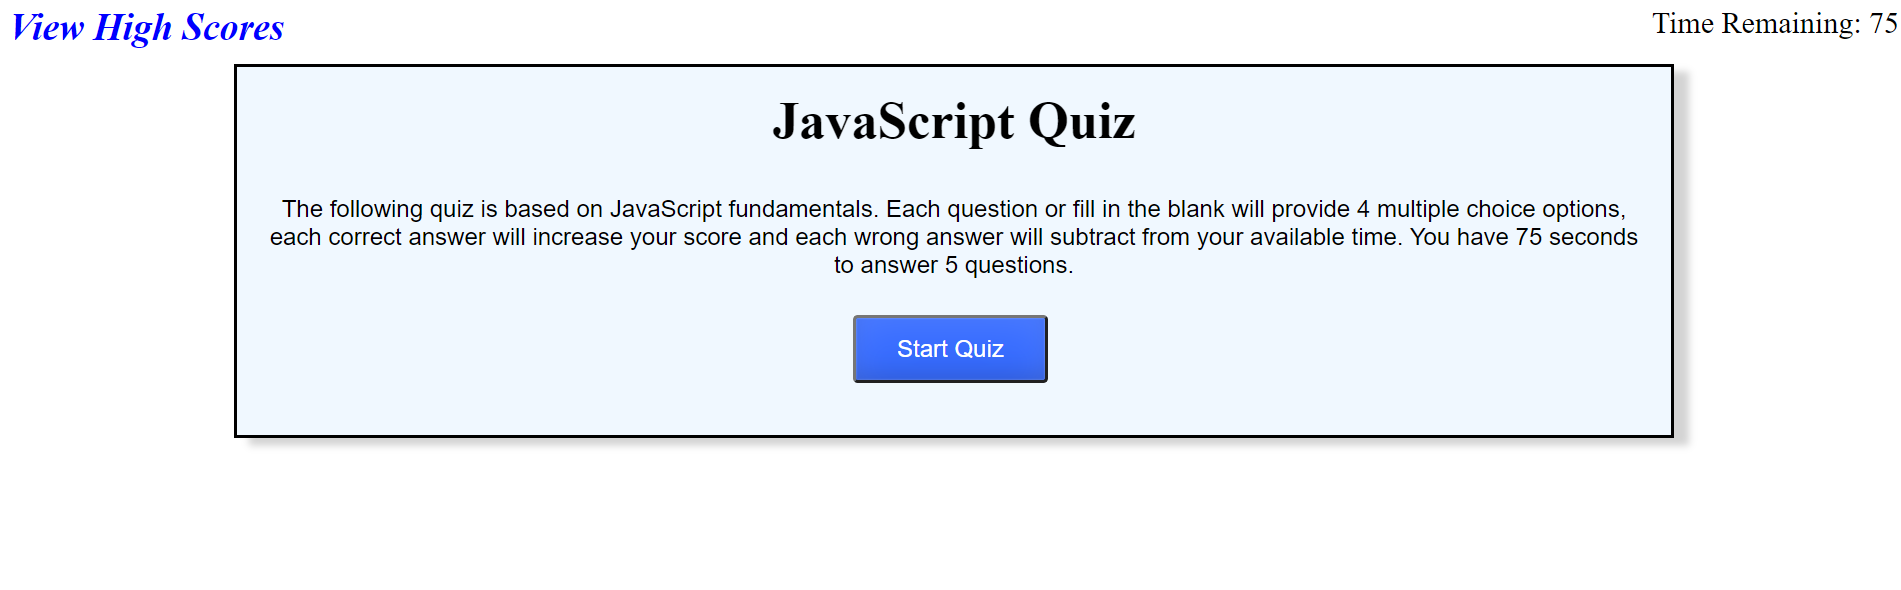 View High Scores
Time Remaining: 75
JavaScript Quiz
The following quiz is based on JavaScript fundamentals. Each question or fill in the blank will provide 4 multiple choice options,
each correct answer will increase your score and each wrong answer will subtract from your available time. You have 75 seconds
to answer 5 questions.
Start Quiz